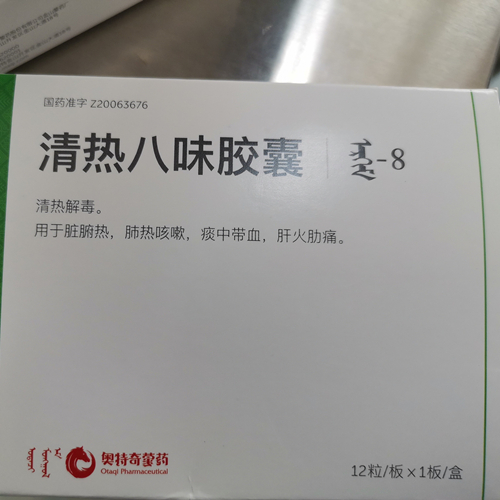 国药准字 Z20063676
清热八味胶囊
-8
清热解毒。
用于脏腑热，肺热咳嗽，痰中带血，肝火肋痛。
奥特奇蒙药
Otaqi Pharmaceutical
12粒/板×1板/盒